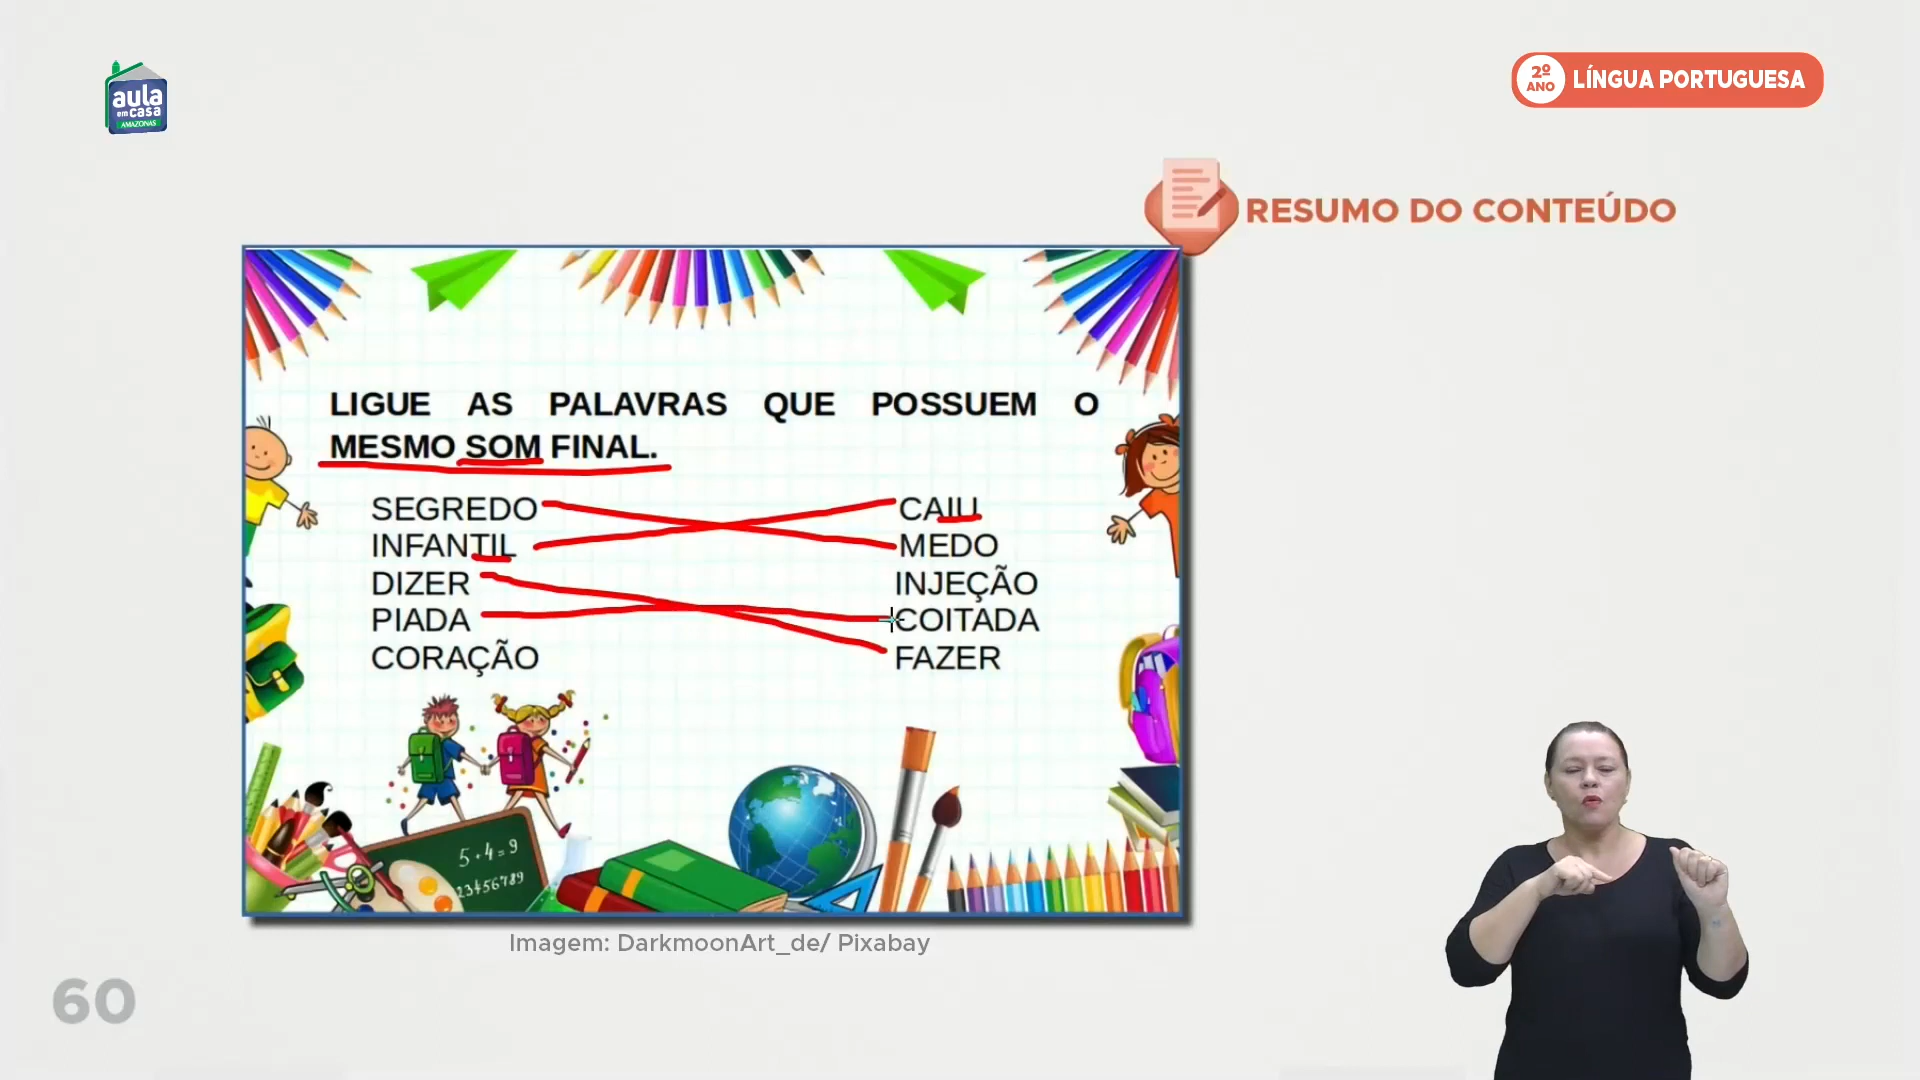 aula
em casa
AMAZONAS
2º
ANO
LÍNGUA PORTUGUESA
RESUMO DO CONTEÚDO
LIGUE AS PALAVRAS QUE POSSUEM O
MESMO SOM FINAL.
SEGREDO CAIU
INFANTIL MEDO
DIZER INJEÇÃO
PIADA COITADA
CORAÇÃO FAZER
5+4=9
23456789
Imagem: DarkmoonArt_de/ Pixabay
60